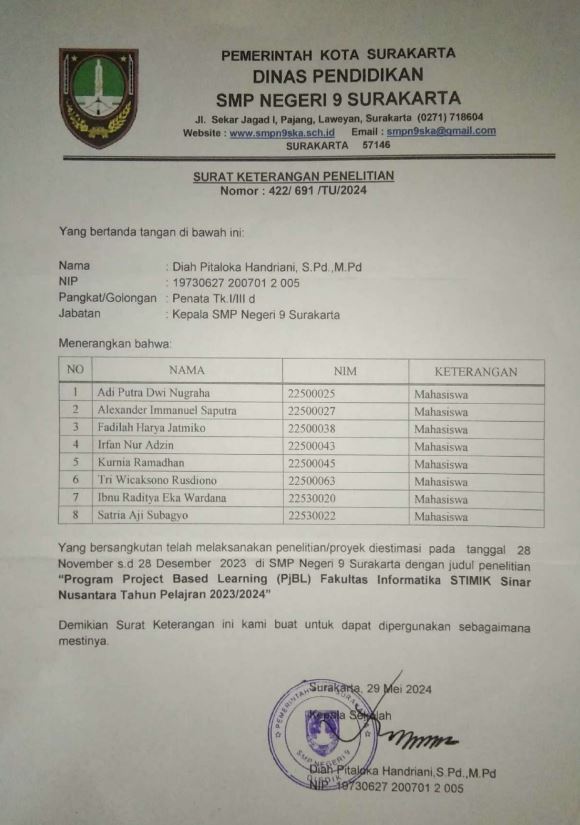 PEMERINTAH KOTA SURAKARTA
DINAS PENDIDIKAN
SMP NEGERI 9 SURAKARTA
Jl. Sekar Jagad I, Pajang, Laweyan, Surakarta (0271) 718604
Website : www.smpn9ska.sch.id Email : smpn9ska@gmail.com
SURAKARTA 57146
SURAT KETERANGAN PENELITIAN
Nomor : 422/ 691 /TU/2024
Yang bertanda tangan di bawah ini:
Nama : Diah Pitaloka Handriani, S.Pd.,M.Pd
NIP : 19730627 200701 2 005
Pangkat/Golongan : Penata Tk.I/III d
Jabatan : Kepala SMP Negeri 9 Surakarta
Menerangkan bahwa:
NO NAMA NIM KETERANGAN
1 Adi Putra Dwi Nugraha 22500025 Mahasiswa
2 Alexander Immanuel Saputra 22500027 Mahasiswa
3 Fadilah Harya Jatmiko 22500038 Mahasiswa
4 Irfan Nur Adzin 22500043 Mahasiswa
5 Kurnia Ramadhan 22500045 Mahasiswa
6 Tri Wicaksono Rusdiono 22500063 Mahasiswa
7 Ibnu Raditya Eka Wardana 22530020 Mahasiswa
8 Satria Aji Subagyo 22530022 Mahasiswa
Yang bersangkutan telah melaksanakan penelitian/proyek diestimasi pada tanggal 28
November s.d 28 Desember 2023 di SMP Negeri 9 Surakarta dengan judul penelitian
“Program Project Based Learning (PjBL) Fakultas Informatika STIMIK Sinar
Nusantara Tahun Pelajran 2023/2024”
Demikian Surat Keterangan ini kami buat untuk dapat dipergunakan sebagaimana
mestinya.
Surakarta, 29 Mei 2024
Kepala Sekolah
PEMERINTAH KOTA SURAKARTA
SMP NEGERI 9
DISDIK
Diah Pitaloka Handriani,S.Pd.,M.Pd
NIP 19730627 200701 2 005